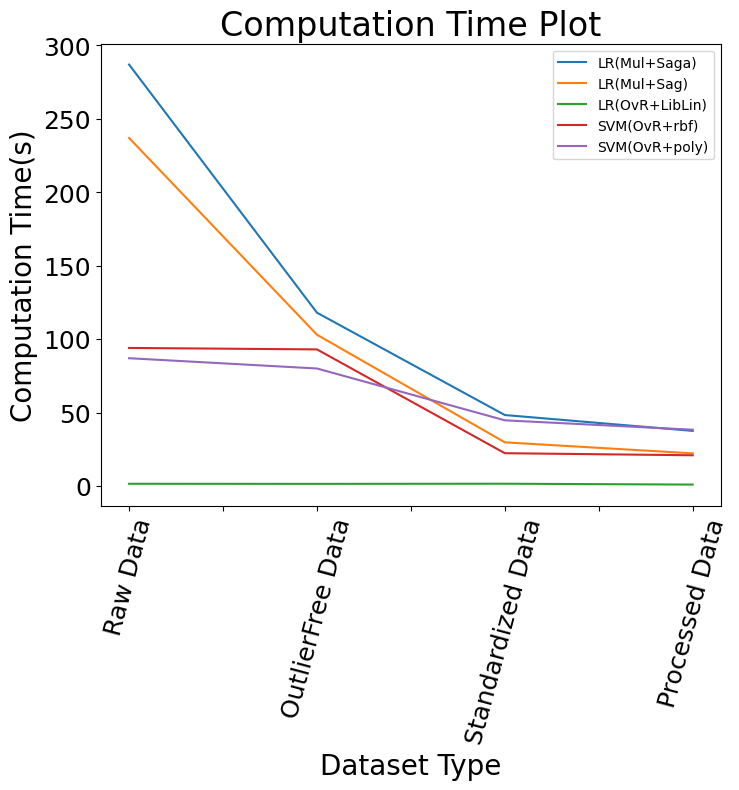 Computation Time Plot
Computation Time(s)
300
250
200
150
100
50
0
LR(Mul+Saga)
LR(Mul+Sag)
LR(OvR+LibLin)
SVM(OvR+rbf)
SVM(OvR+poly)
Raw Data
OutlierFree Data
Standardized Data
Processed Data
Dataset Type